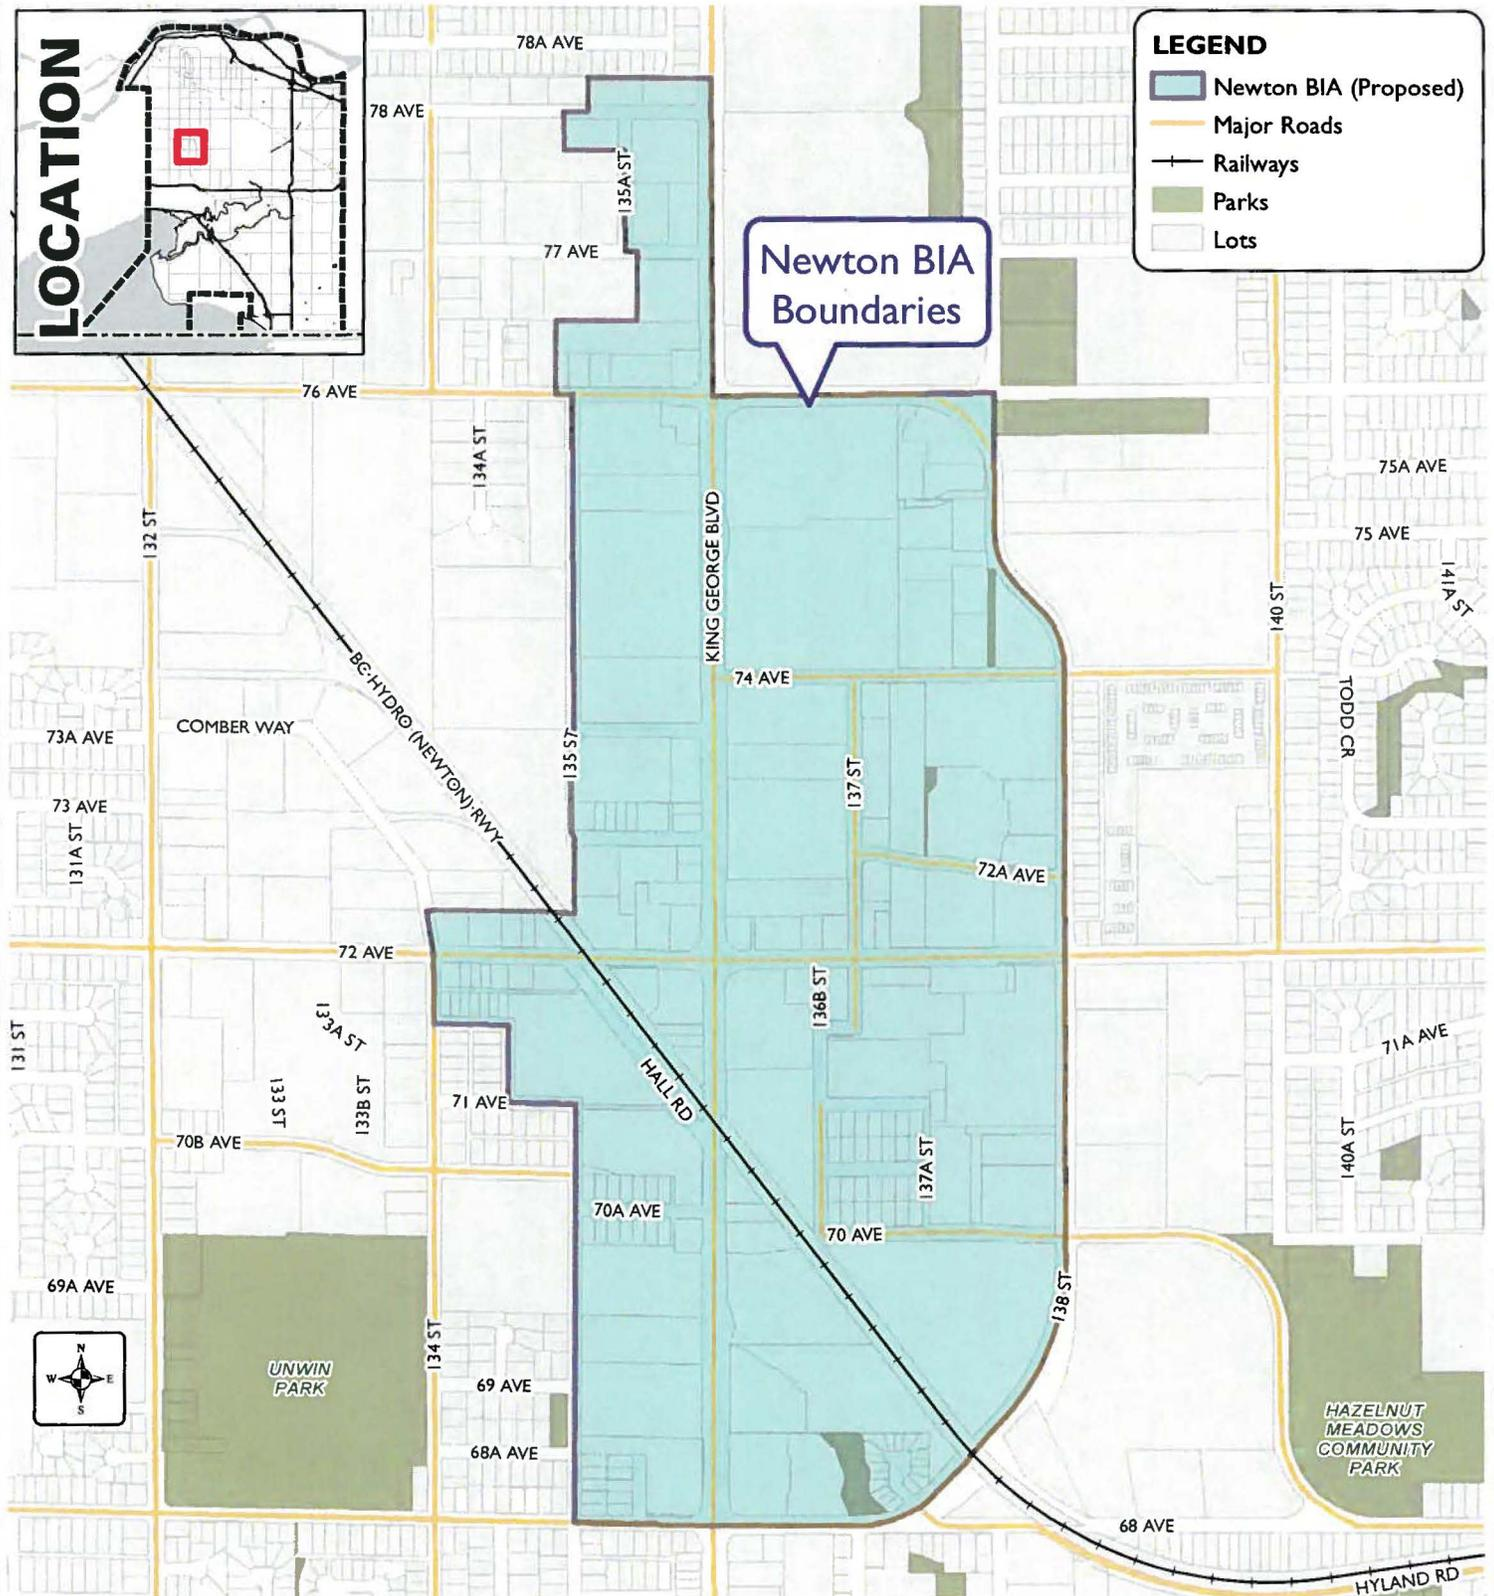 LOCATION
78A AVE
78 AVE
LEGEND
Newton BIA (Proposed)
Major Roads
Railways
Parks
Lots
135A ST
77 AVE
Newton BIA
Boundaries
76 AVE
134A ST
75A AVE
132 ST
KING GEORGE BLVD
75 AVE
141A ST
140 ST
BC HYDRO (NEWTON) RWY
74 AVE
TODD CR
COMBER WAY
73A AVE
135 ST
137 ST
73 AVE
131A ST
72A AVE
72 AVE
136B ST
133A ST
131 ST
71A AVE
HALL RD
133 ST
133B ST
71 AVE
70B AVE
137A ST
140A ST
70A AVE
70 AVE
69A AVE
138 ST
134 ST
N
W E
S
UNWIN
PARK
69 AVE
68A AVE
HAZELNUT
MEADOWS
COMMUNITY
PARK
68 AVE
HYLAND RD